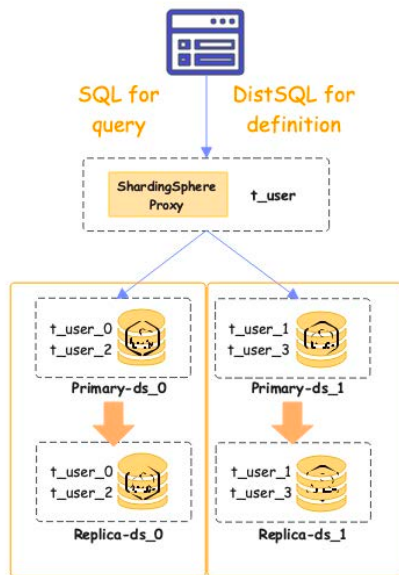 SQL for
query
DistSQL for
definition
ShardingSphere
Proxy
t_user
t_user_0
t_user_2
Primary-ds_0
t_user_1
t_user_3
Primary-ds_1
t_user_0
t_user_2
Replica-ds_0
t_user_1
t_user_3
Replica-ds_1